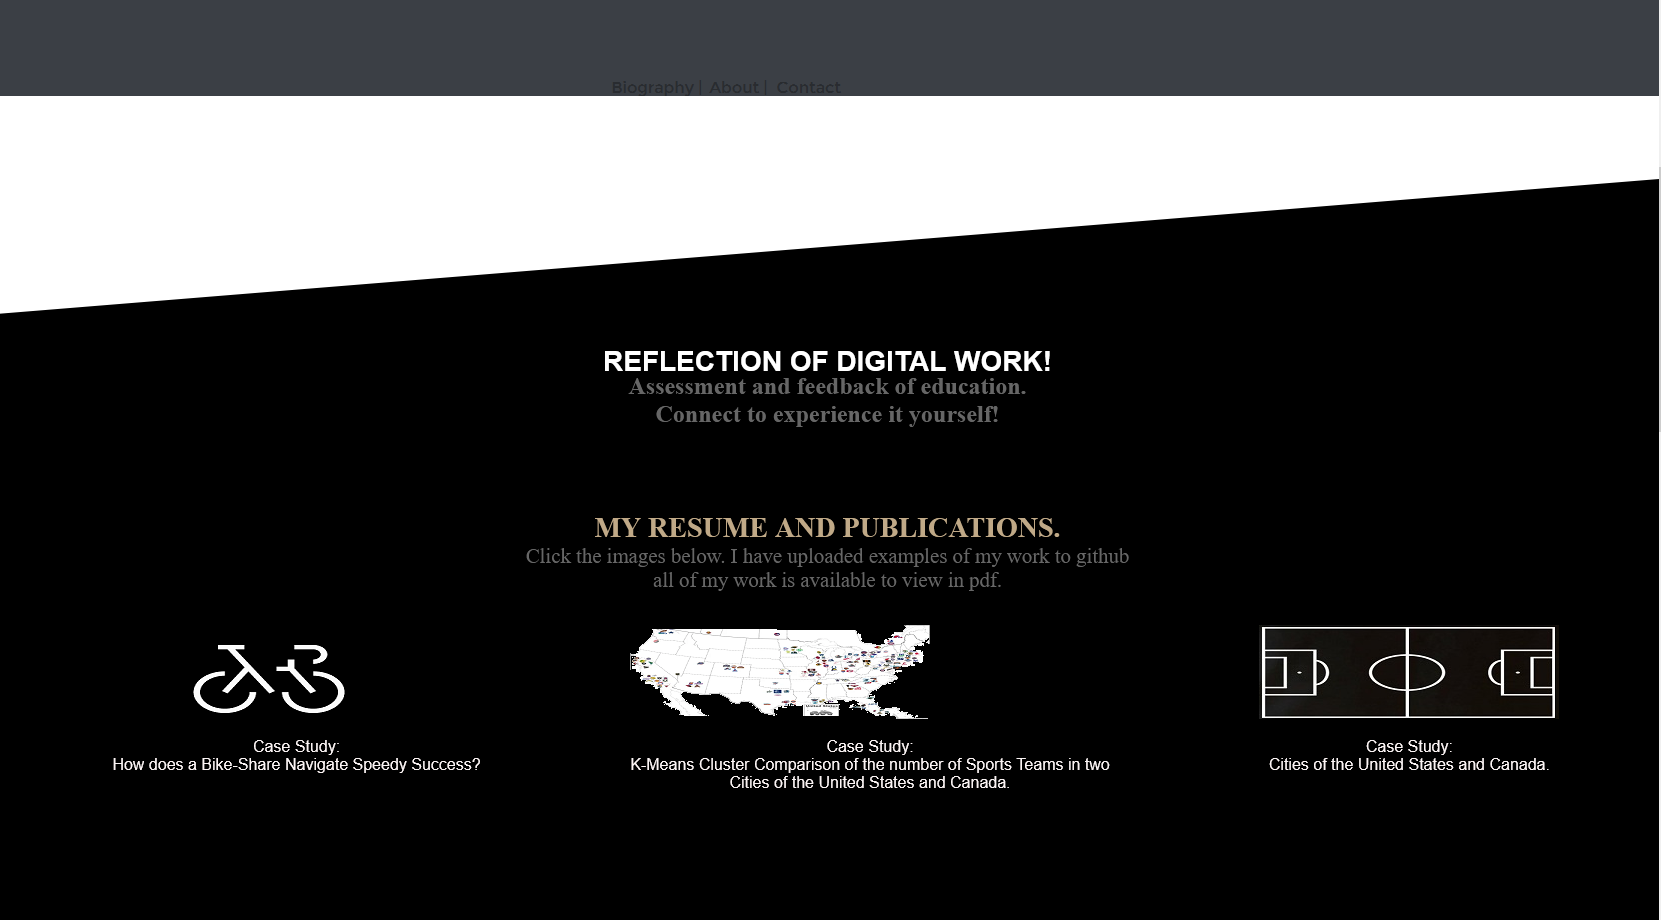 Biography | About | Contact
REFLECTION OF DIGITAL WORK!
Assessment and feedback of education.
Connect to experience it yourself!
MY RESUME AND PUBLICATIONS.
Click the images below. I have uploaded examples of my work to github
all of my work is available to view in pdf.
Case Study:
How does a Bike-Share Navigate Speedy Success?
Case Study:
K-Means Cluster Comparison of the number of Sports Teams in two
Cities of the United States and Canada.
Case Study:
Cities of the United States and Canada.